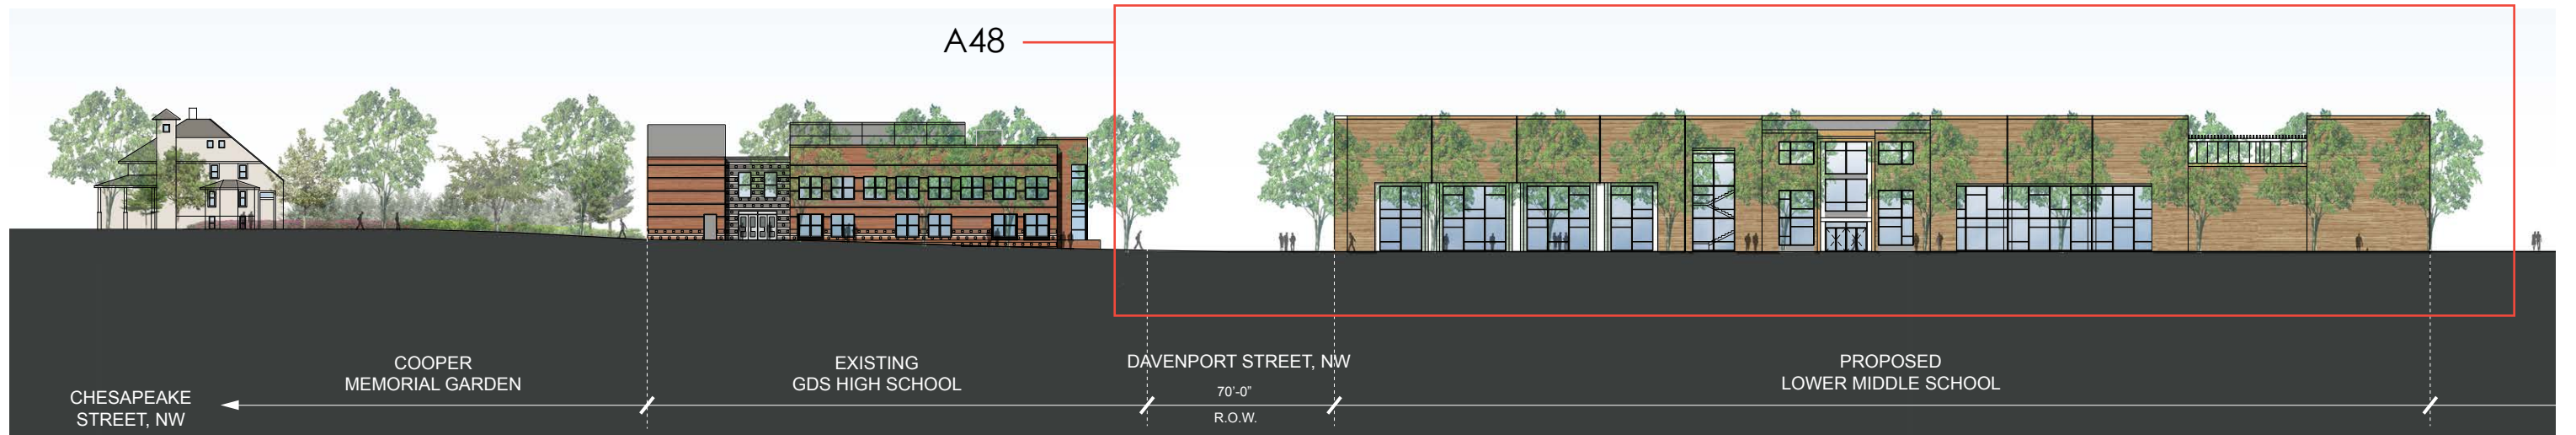 A48
COOPER
MEMORIAL GARDEN
CHESAPEAKE
STREET, NW
EXISTING
GDS HIGH SCHOOL
DAVENPORT STREET, NW
70'-0"
R.O.W.
PROPOSED
LOWER MIDDLE SCHOOL